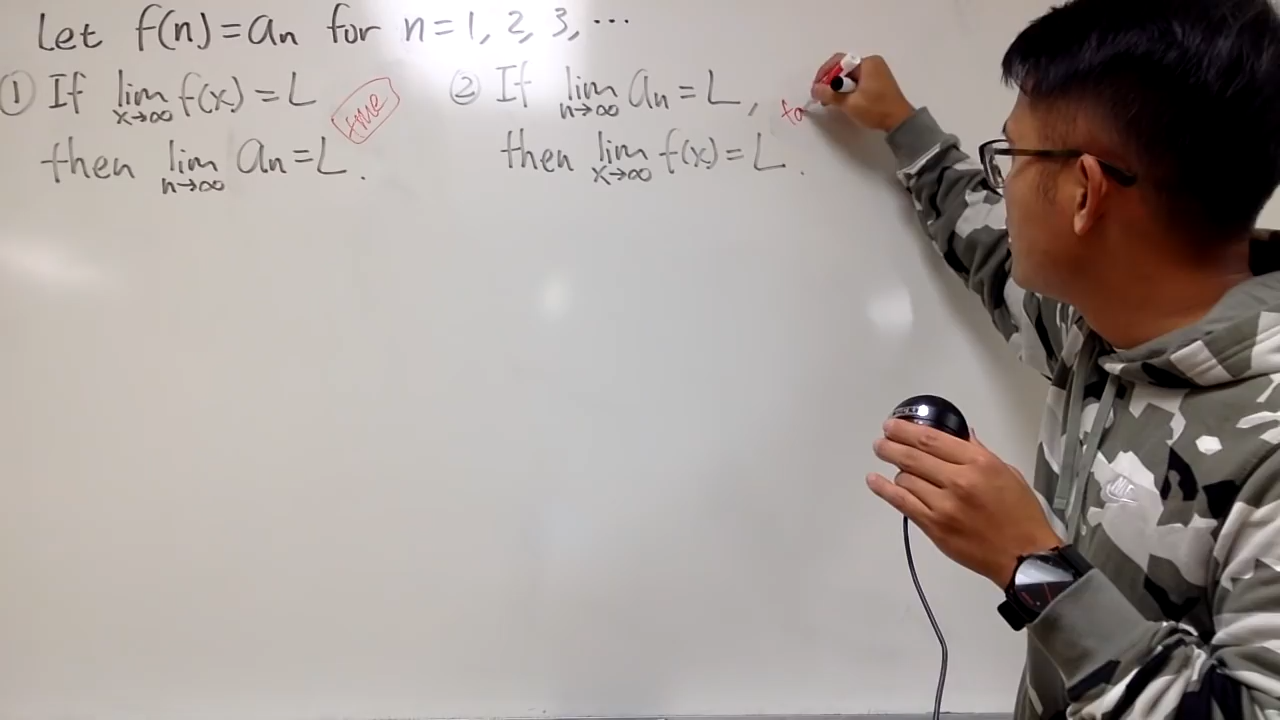 Let f(n) = aₙ for n = 1, 2, 3, ⋯
① If lim x→∞ f(x) = L
then lim n→∞ aₙ = L.
true
② If lim n→∞ aₙ = L,
then lim x→∞ f(x) = L.
fa